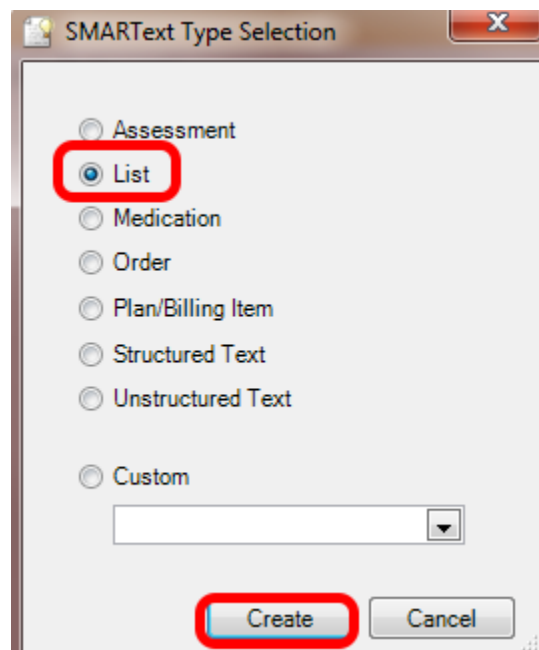 SMARText Type Selection
Assessment
List
Medication
Order
Plan/Billing Item
Structured Text
Unstructured Text
Custom
Create Cancel